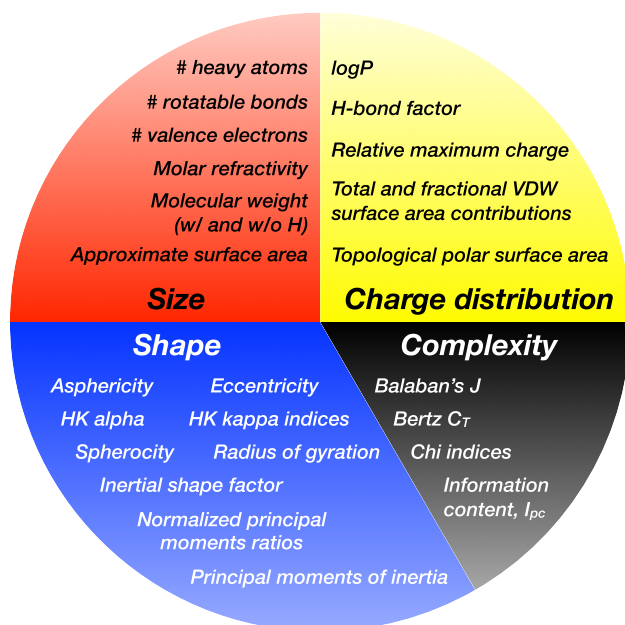 # heavy atoms
# rotatable bonds
# valence electrons
Molar refractivity
Molecular weight
(w/ and w/o H)
Approximate surface area
Size
logP
H-bond factor
Relative maximum charge
Total and fractional VDW
surface area contributions
Topological polar surface area
Charge distribution
Shape
Asphericity
Eccentricity
HK alpha
HK kappa indices
Spherocity
Radius of gyration
Inertial shape factor
Normalized principal
moments ratios
Principal moments of inertia
Complexity
Balaban's J
Bertz CT
Chi indices
Information
content, Ipc